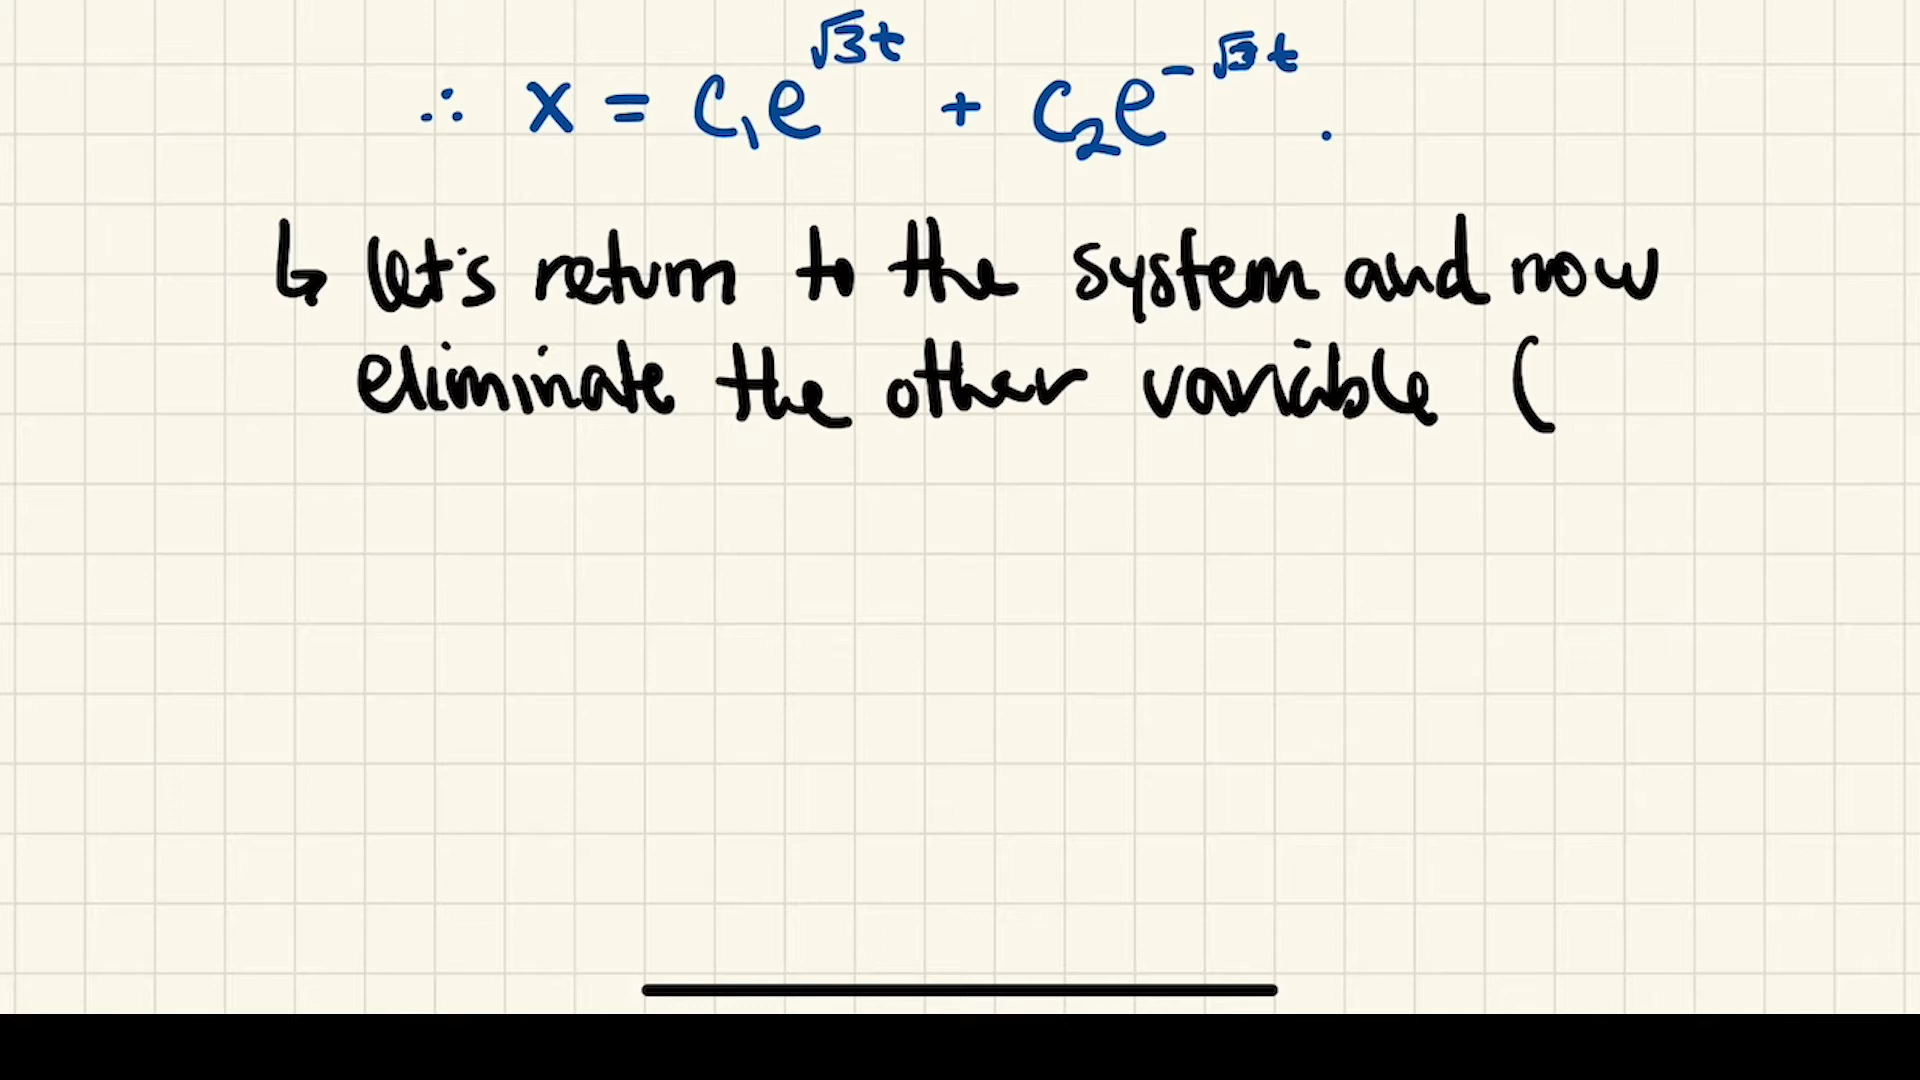 ∴ x = C₁e^{√3t} + C₂e^{-√3t}.
↳ let's return to the system and now
eliminate the other variable (